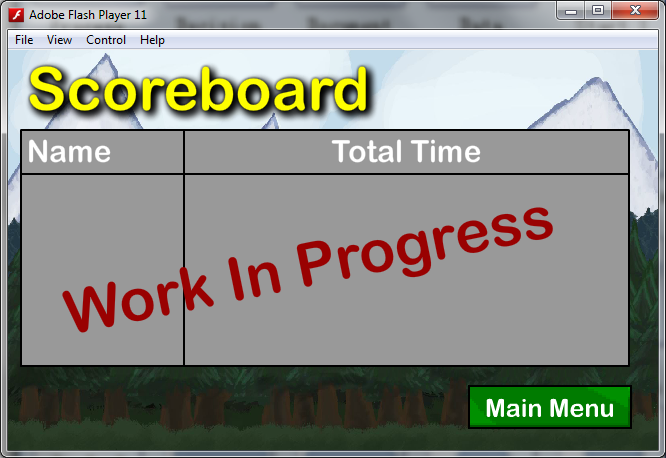 Adobe Flash Player 11
File View Control Help
Scoreboard
Name Total Time
Work In Progress
Main Menu